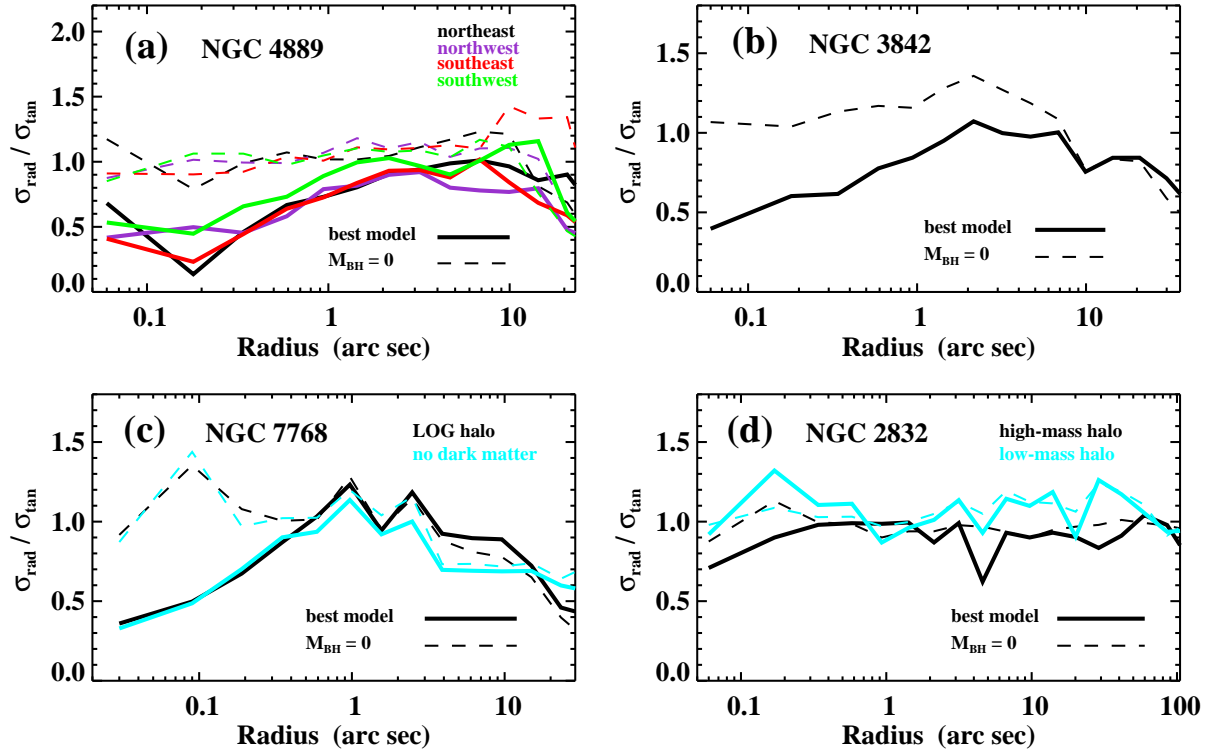 (a) NGC 4889
northeast
northwest
southeast
southwest
2.0
1.5
1.0
0.5
0.0
σrad / σtan
best model
MBH = 0
0.1 1 10
Radius (arc sec)
(b) NGC 3842
1.5
1.0
0.5
0.0
σrad / σtan
best model
MBH = 0
0.1 1 10
Radius (arc sec)
(c) NGC 7768
LOG halo
no dark matter
1.5
1.0
0.5
0.0
σrad / σtan
best model
MBH = 0
0.1 1 10
Radius (arc sec)
(d) NGC 2832
high-mass halo
low-mass halo
1.5
1.0
0.5
0.0
σrad / σtan
best model
MBH = 0
0.1 1 10 100
Radius (arc sec)